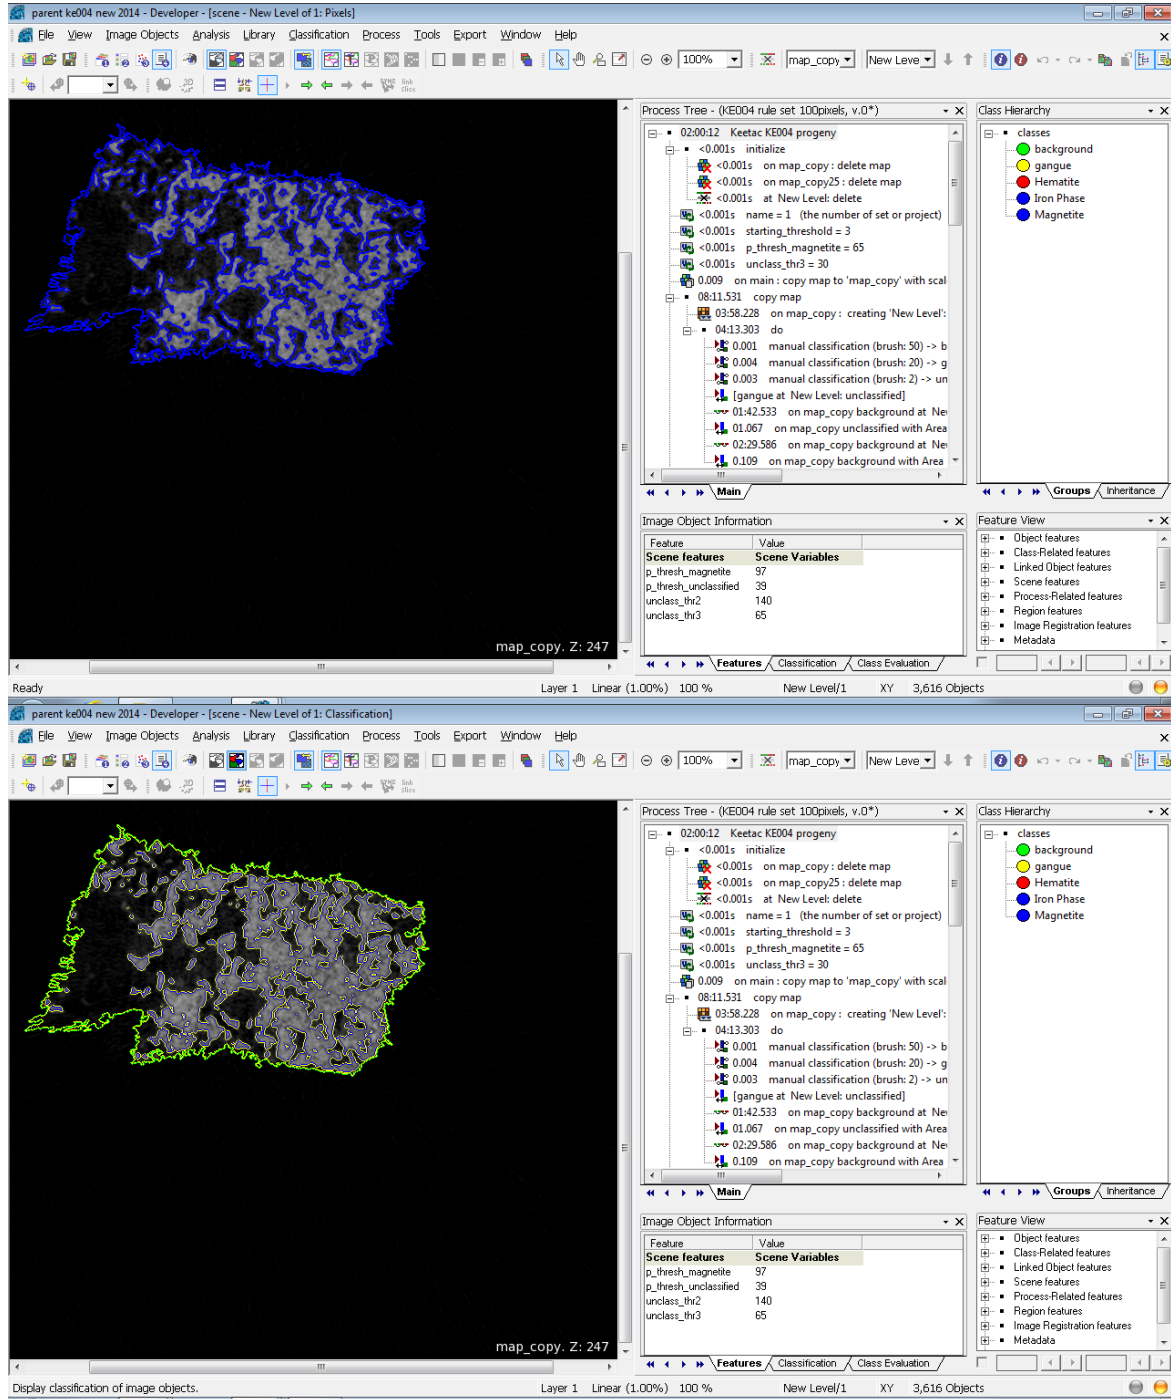 parent ke004 new 2014 - Developer - [scene - New Level of 1: Pixels]
File View Image Objects Analysis Library Classification Process Tools Export Window Help
100% map_copy New Leve
link
slice
Process Tree - (KE004 rule set 100pixels, v.0*)
02:00:12 Keetac KE004 progeny
<0.001s initialize
<0.001s on map_copy : delete map
<0.001s on map_copy25 : delete map
<0.001s at New Level: delete
<0.001s name = 1 (the number of set or project)
<0.001s starting_threshold = 3
<0.001s p_thresh_magnetite = 65
<0.001s unclass_thr3 = 30
0.009 on main : copy map to 'map_copy' with scal
08:11.531 copy map
03:58.228 on map_copy : creating 'New Level':
04:13.303 do
0.001 manual classification (brush: 50) -> b
0.004 manual classification (brush: 20) -> g
0.003 manual classification (brush: 2) -> un
[gangue at New Level: unclassified]
01:42.533 on map_copy background at Ne
01.067 on map_copy unclassified with Area
02:29.586 on map_copy background at Ne
0.109 on map_copy background with Area
Main
Class Hierarchy
classes
background
gangue
Hematite
Iron Phase
Magnetite
Groups Inheritance
Image Object Information
Feature Value
Scene features Scene Variables
p_thresh_magnetite 97
p_thresh_unclassified 39
unclass_thr2 140
unclass_thr3 65
Features Classification Class Evaluation
Feature View
Object features
Class-Related features
Linked Object features
Scene features
Process-Related features
Region features
Image Registration features
Metadata
map_copy. Z: 247
Ready Layer 1 Linear (1.00%) 100 % New Level/1 XY 3,616 Objects
parent ke004 new 2014 - Developer - [scene - New Level of 1: Classification]
File View Image Objects Analysis Library Classification Process Tools Export Window Help
100% map_copy New Leve
link
slice
Process Tree - (KE004 rule set 100pixels, v.0*)
02:00:12 Keetac KE004 progeny
<0.001s initialize
<0.001s on map_copy : delete map
<0.001s on map_copy25 : delete map
<0.001s at New Level: delete
<0.001s name = 1 (the number of set or project)
<0.001s starting_threshold = 3
<0.001s p_thresh_magnetite = 65
<0.001s unclass_thr3 = 30
0.009 on main : copy map to 'map_copy' with scal
08:11.531 copy map
03:58.228 on map_copy : creating 'New Level':
04:13.303 do
0.001 manual classification (brush: 50) -> b
0.004 manual classification (brush: 20) -> g
0.003 manual classification (brush: 2) -> un
[gangue at New Level: unclassified]
01:42.533 on map_copy background at Ne
01.067 on map_copy unclassified with Area
02:29.586 on map_copy background at Ne
0.109 on map_copy background with Area
Main
Class Hierarchy
classes
background
gangue
Hematite
Iron Phase
Magnetite
Groups Inheritance
Image Object Information
Feature Value
Scene features Scene Variables
p_thresh_magnetite 97
p_thresh_unclassified 39
unclass_thr2 140
unclass_thr3 65
Features Classification Class Evaluation
Feature View
Object features
Class-Related features
Linked Object features
Scene features
Process-Related features
Region features
Image Registration features
Metadata
map_copy. Z: 247
Display classification of image objects. Layer 1 Linear (1.00%) 100 % New Level/1 XY 3,616 Objects